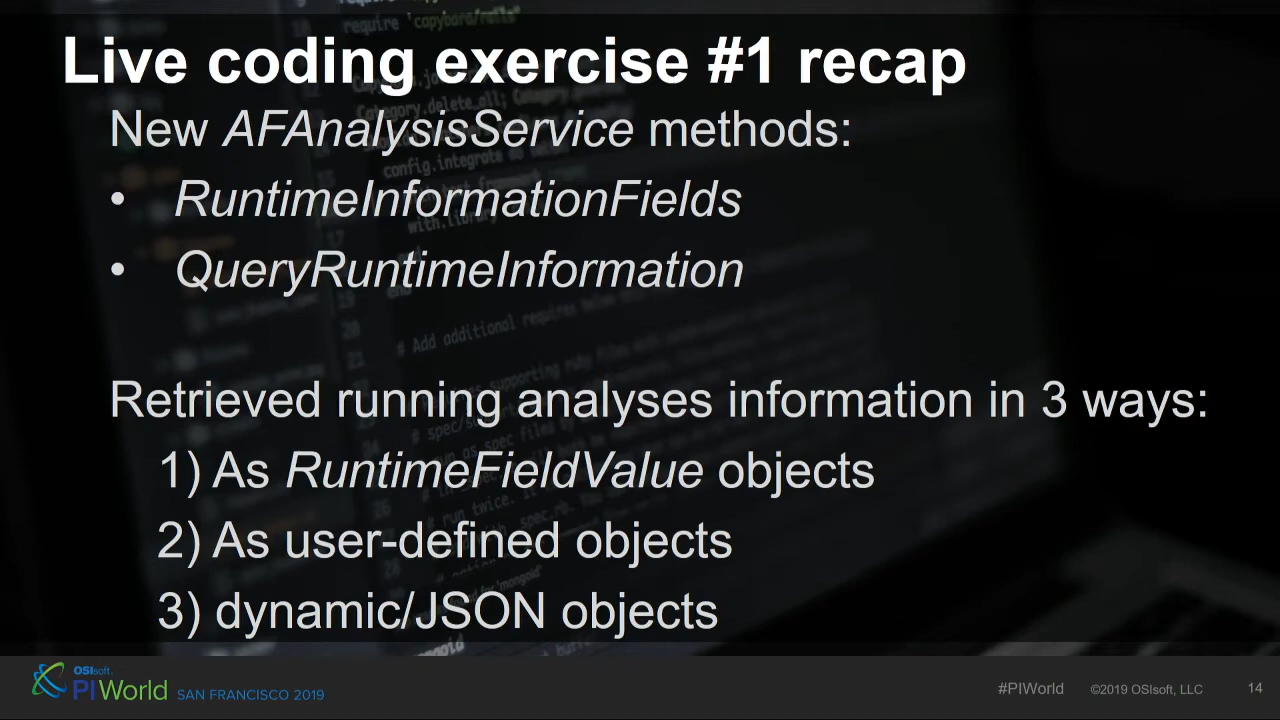 Live coding exercise #1 recap
New AFAnalysisService methods:
• RuntimeInformationFields
• QueryRuntimeInformation
Retrieved running analyses information in 3 ways:
1) As RuntimeFieldValue objects
2) As user-defined objects
3) dynamic/JSON objects
OSIsoft.
PIWorld SAN FRANCISCO 2019
#PIWorld ©2019 OSIsoft, LLC 14